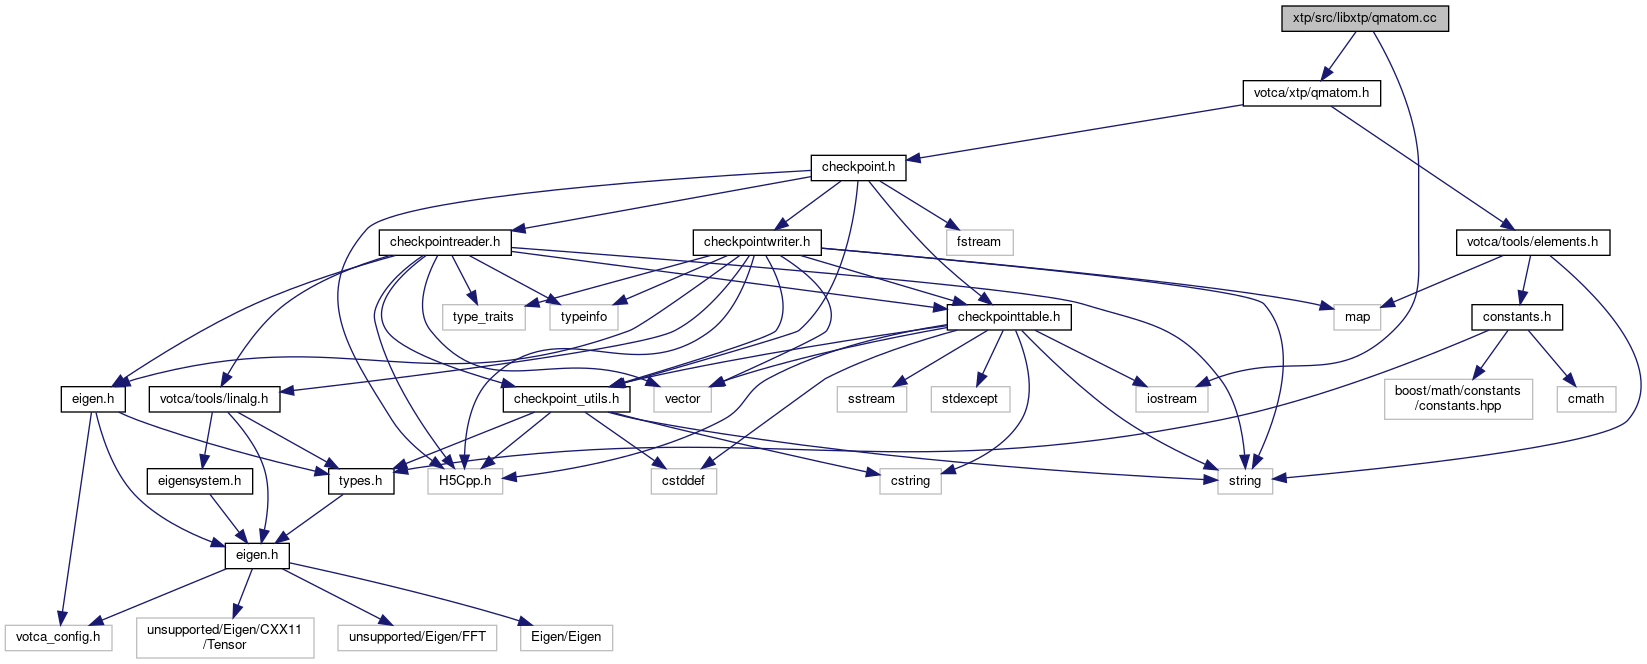 xtp/src/libxtp/qmatom.cc
votca/xtp/qmatom.h
checkpoint.h
checkpointreader.h
checkpointwriter.h
fstream
votca/tools/elements.h
type_traits
typeinfo
checkpointtable.h
map
constants.h
eigen.h
votca/tools/linalg.h
checkpoint_utils.h
vector
sstream
stdexcept
iostream
boost/math/constants
/constants.hpp
cmath
eigensystem.h
types.h
H5Cpp.h
cstddef
cstring
string
eigen.h
votca_config.h
unsupported/Eigen/CXX11
/Tensor
unsupported/Eigen/FFT
Eigen/Eigen